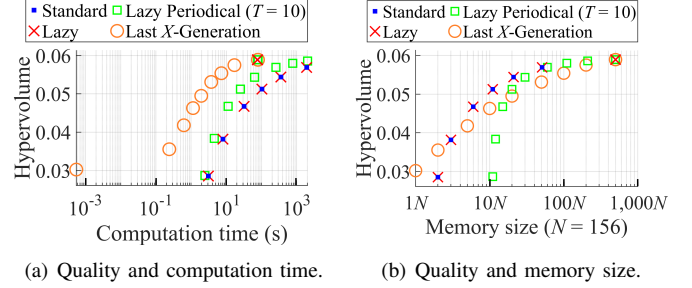 Standard
Lazy Periodical (T = 10)
Lazy
Last X-Generation
Hypervolume
0.06
0.05
0.04
0.03
10^-3
10^-1
10
10^3
Computation time (s)
(a) Quality and computation time.
Standard
Lazy Periodical (T = 10)
Lazy
Last X-Generation
Hypervolume
0.06
0.05
0.04
0.03
1N
10N
100N
1,000N
Memory size (N = 156)
(b) Quality and memory size.